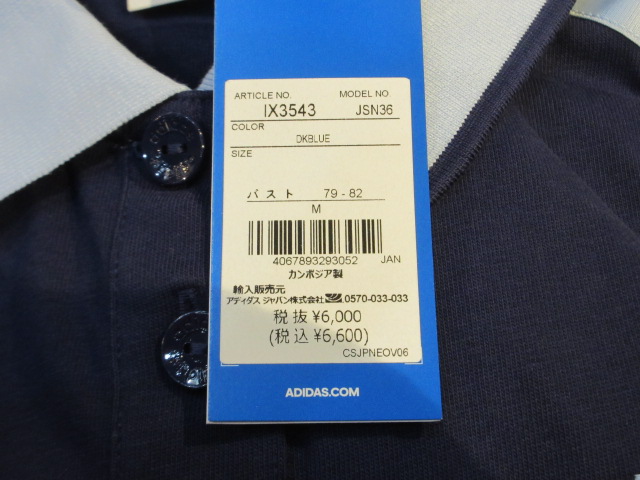 ARTICLE NO. MODEL NO.
IX3543 JSN36
COLOR
DKBLUE
SIZE
バスト 79 - 82
M
4067893293052 JAN
カンボジア製
輸入販売元
アディダス ジャパン株式会社 0570-033-033
税抜 ¥6,000
(税込 ¥6,600)
CSJPNEOV06
ADIDAS.COM